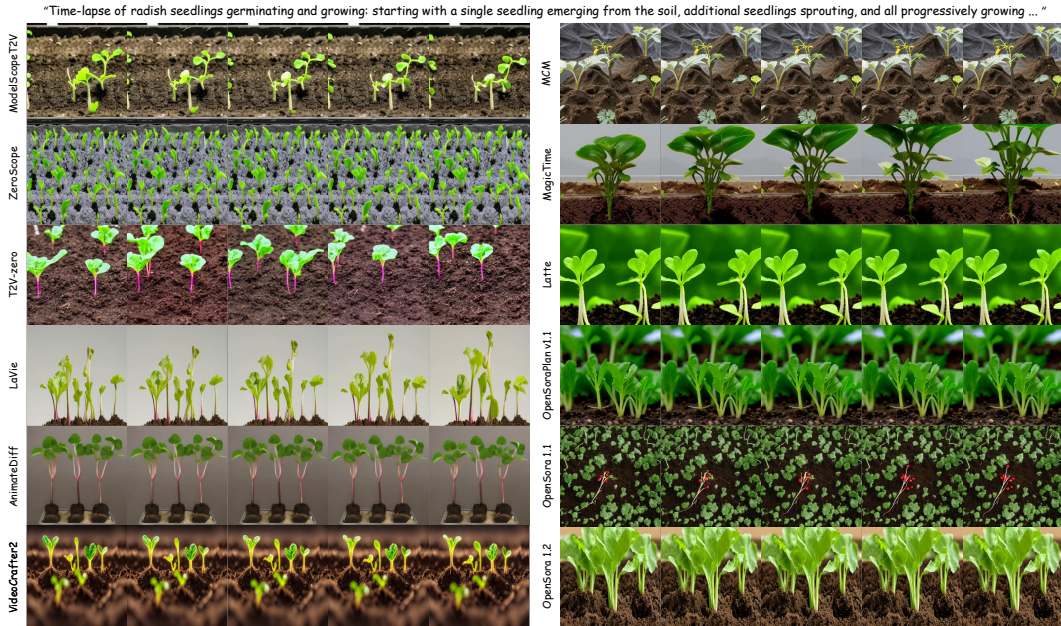 "Time-lapse of radish seedlings germinating and growing: starting with a single seedling emerging from the soil, additional seedlings sprouting, and all progressively growing ... "
ModelScopeT2V
ZeroScope
T2V-zero
LaVie
AnimateDiff
VideoCrafter2
MCM
MagicTime
Latte
OpenSoraPlan v1.1
OpenSora 1.1
OpenSora 1.2